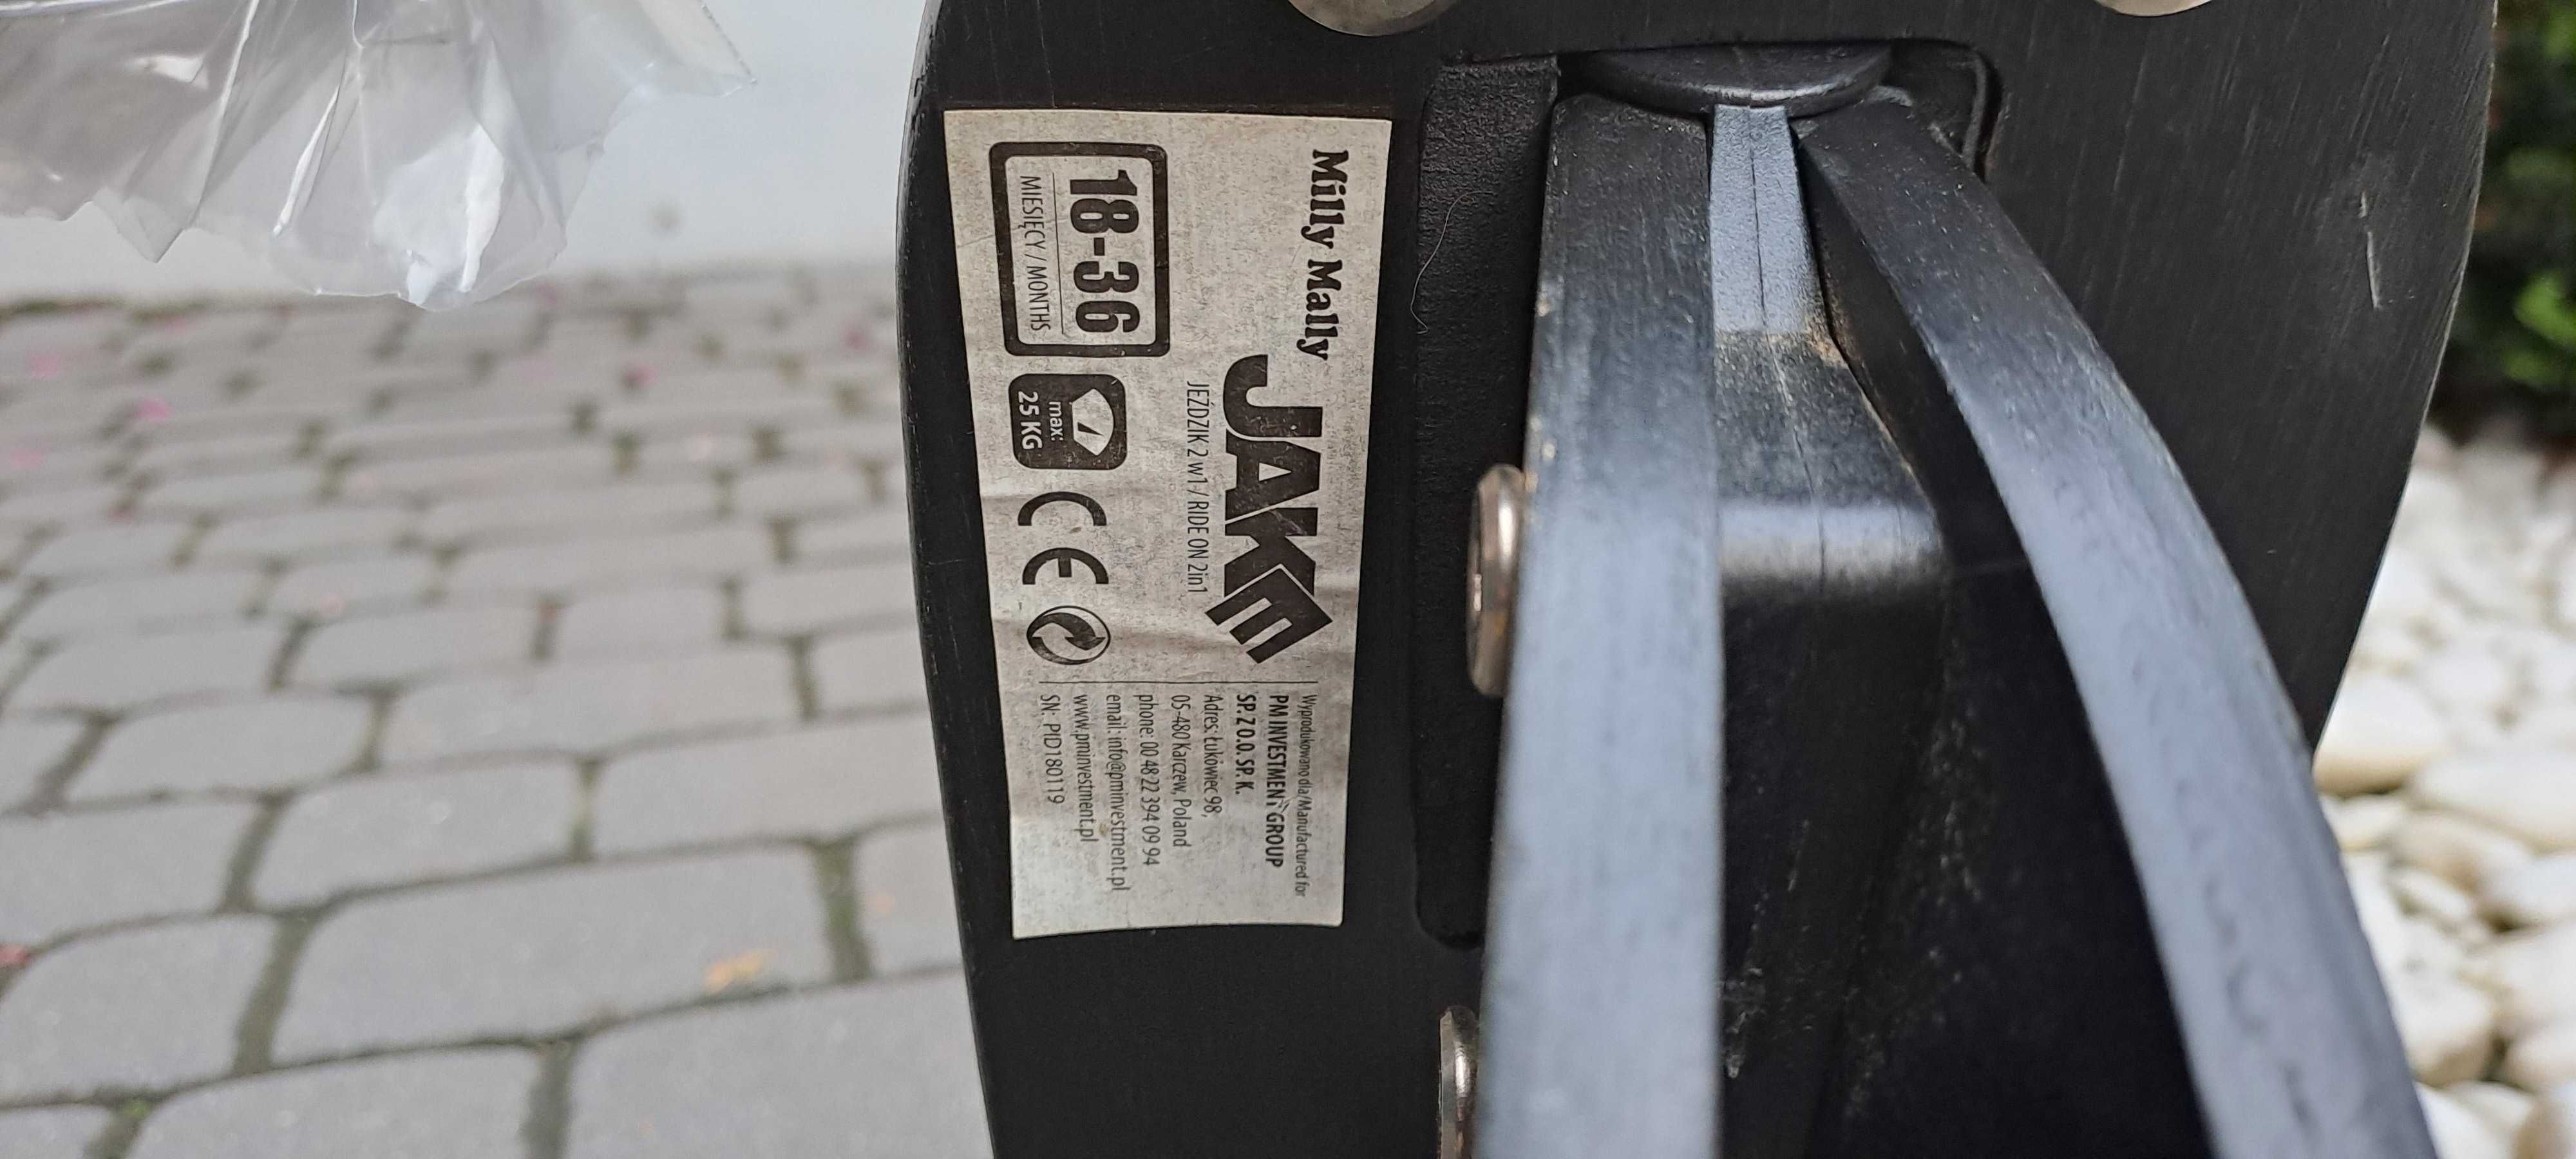 Milly Mally
JAKE
JEŹDZIK 2 w1 / RIDE ON 2in1
18-36
MIESIĘCY / MONTHS
max:
25 KG
CE
Wyprodukowano dla/Manufactured for
PM INVESTMENT GROUP
SP. Z O.O. SP. K.
Adres: Łukówiec 98,
05-480 Karczew, Poland
phone: 00 48 22 394 09 94
email: info@pminvestment.pl
www.pminvestment.pl
SN: PID180119